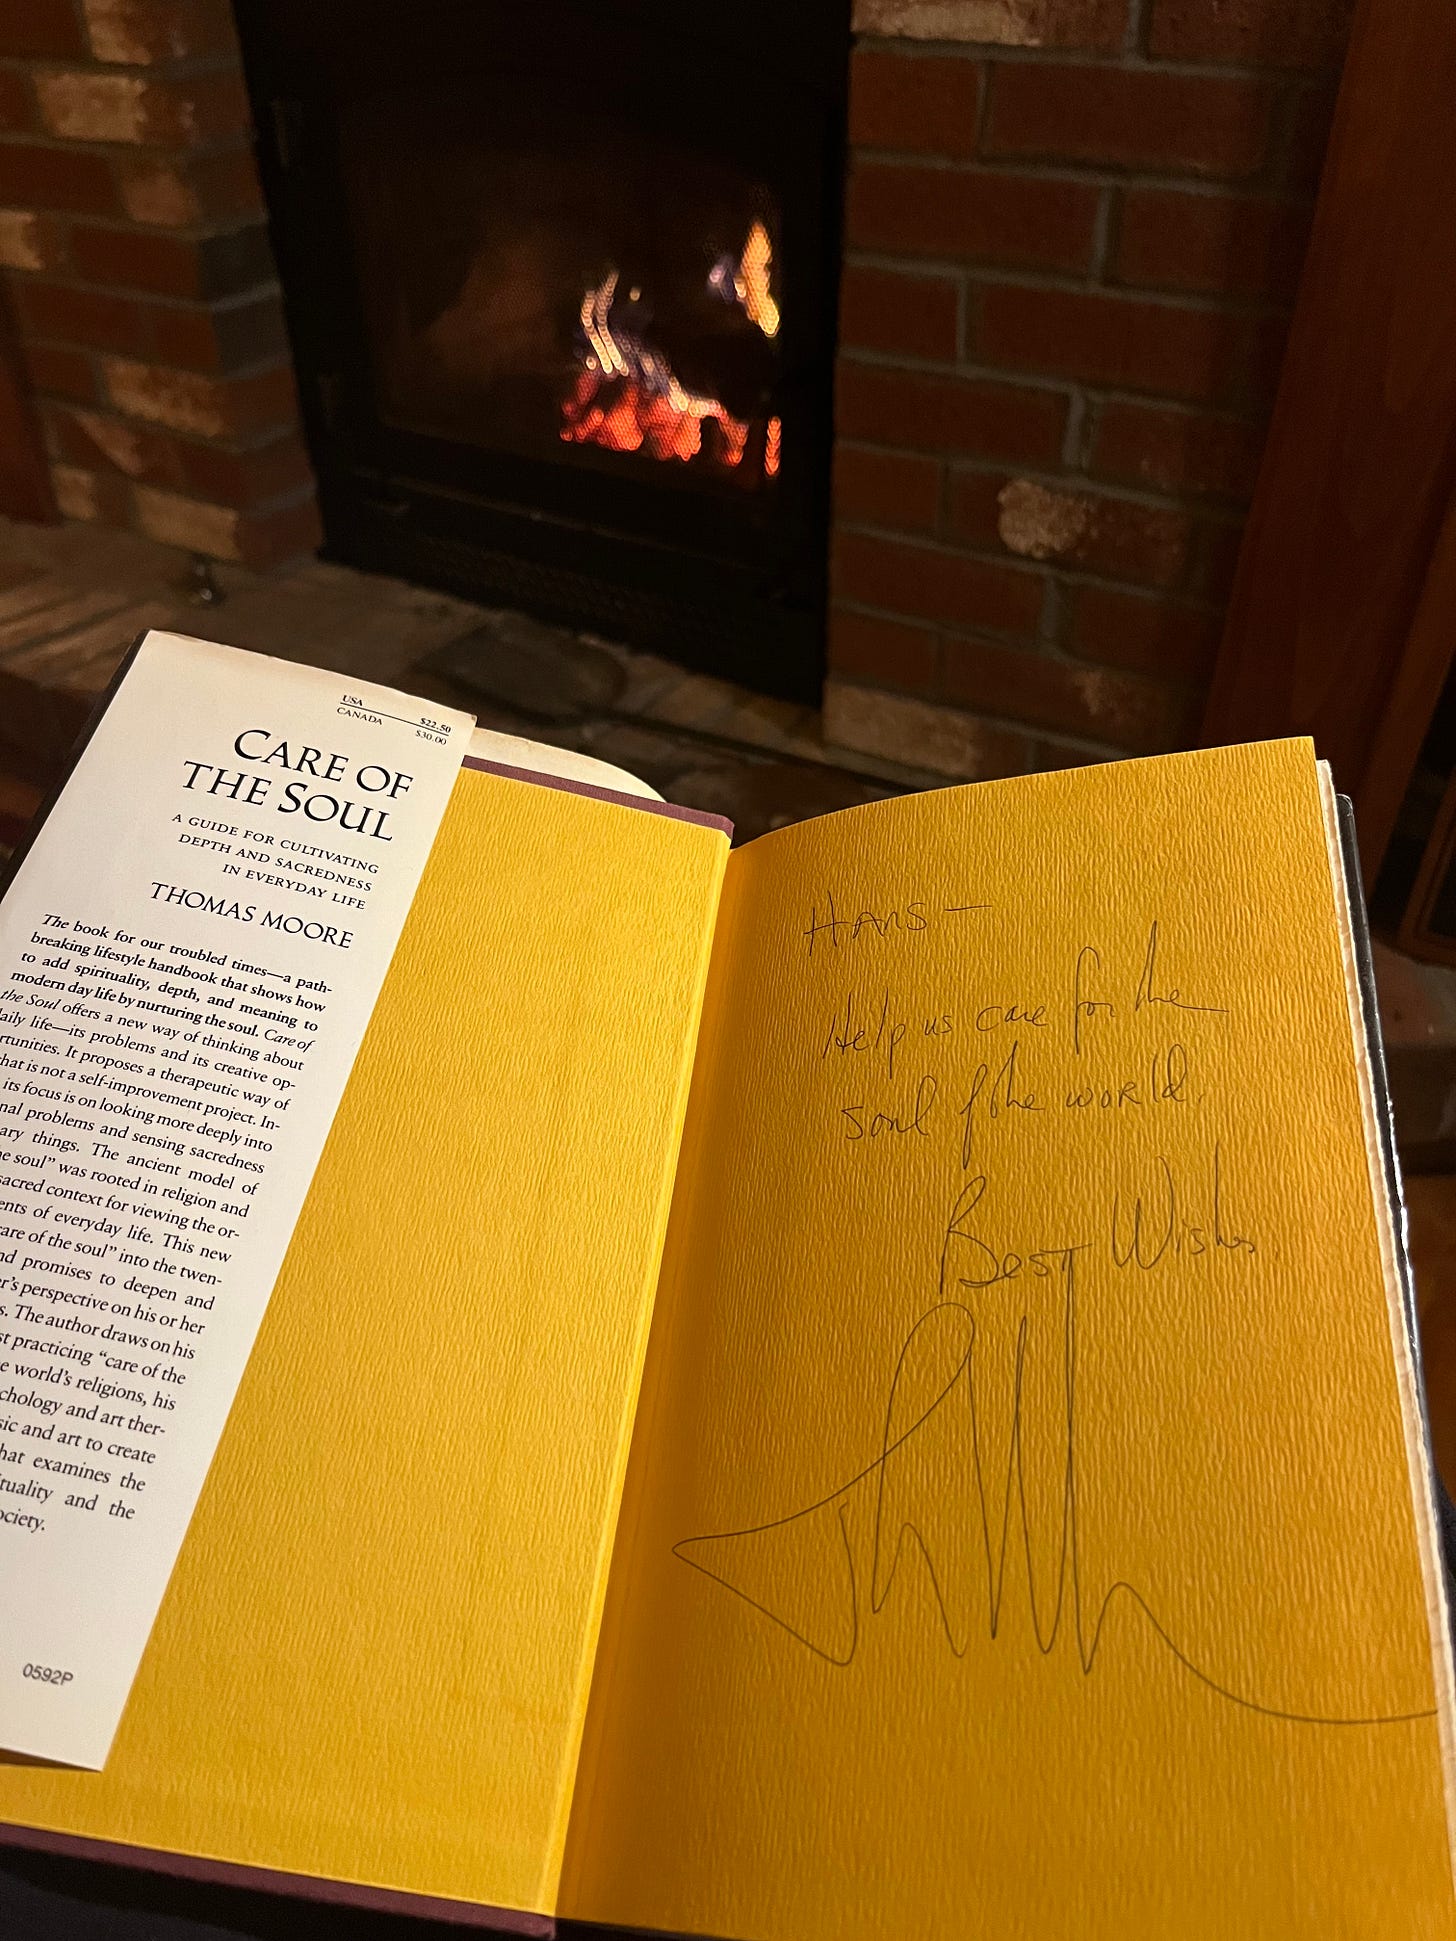 USA $22.50
CANADA $30.00
CARE OF
THE SOUL
A GUIDE FOR CULTIVATING
DEPTH AND SACREDNESS
IN EVERYDAY LIFE
THOMAS MOORE
The book for our troubled times—a path-
breaking lifestyle handbook that shows how
to add spirituality, depth, and meaning to
modern day life by nurturing the soul. Care of
the Soul offers a new way of thinking about
daily life—its problems and its creative op-
rtunities. It proposes a therapeutic way of
that is not a self-improvement project. In-
its focus is on looking more deeply into
nal problems and sensing sacredness
ary things. The ancient model of
e soul” was rooted in religion and
sacred context for viewing the or-
ents of everyday life. This new
are of the soul” into the twen-
nd promises to deepen and
er’s perspective on his or her
s. The author draws on his
st practicing “care of the
e world’s religions, his
chology and art ther-
sic and art to create
hat examines the
tuality and the
ociety.
0592P
HANS—
Help us care for the
soul of the world.
Best Wishes